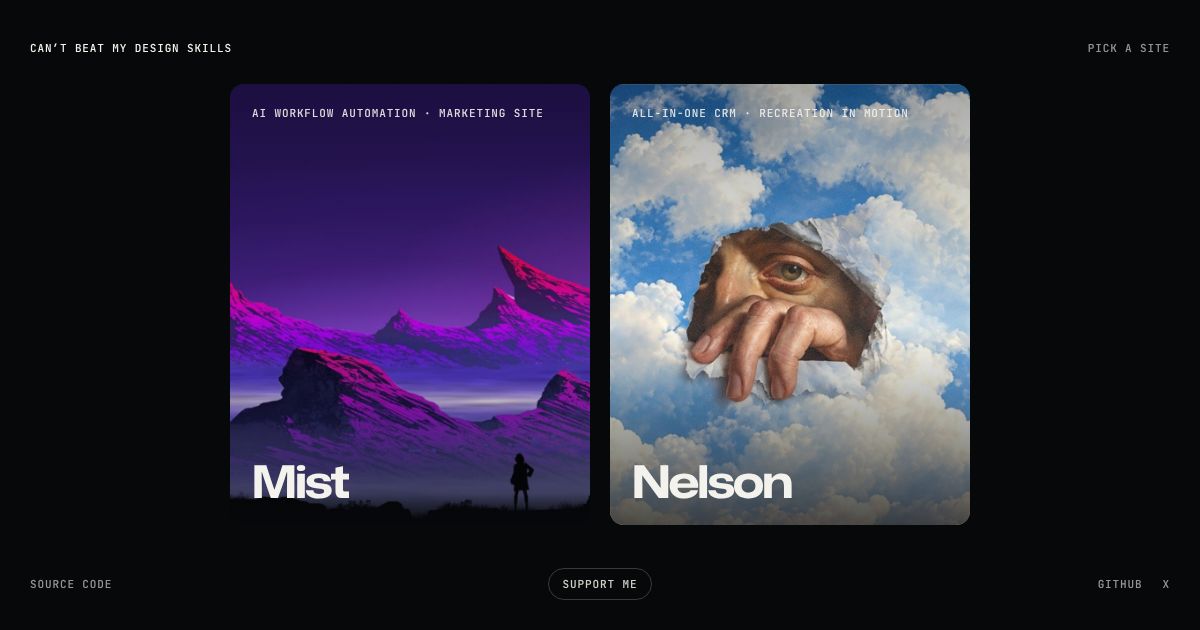 CAN’T BEAT MY DESIGN SKILLS
PICK A SITE
AI WORKFLOW AUTOMATION · MARKETING SITE
ALL-IN-ONE CRM · RECREATION IN MOTION
Mist
Nelson
SOURCE CODE
SUPPORT ME
GITHUB X